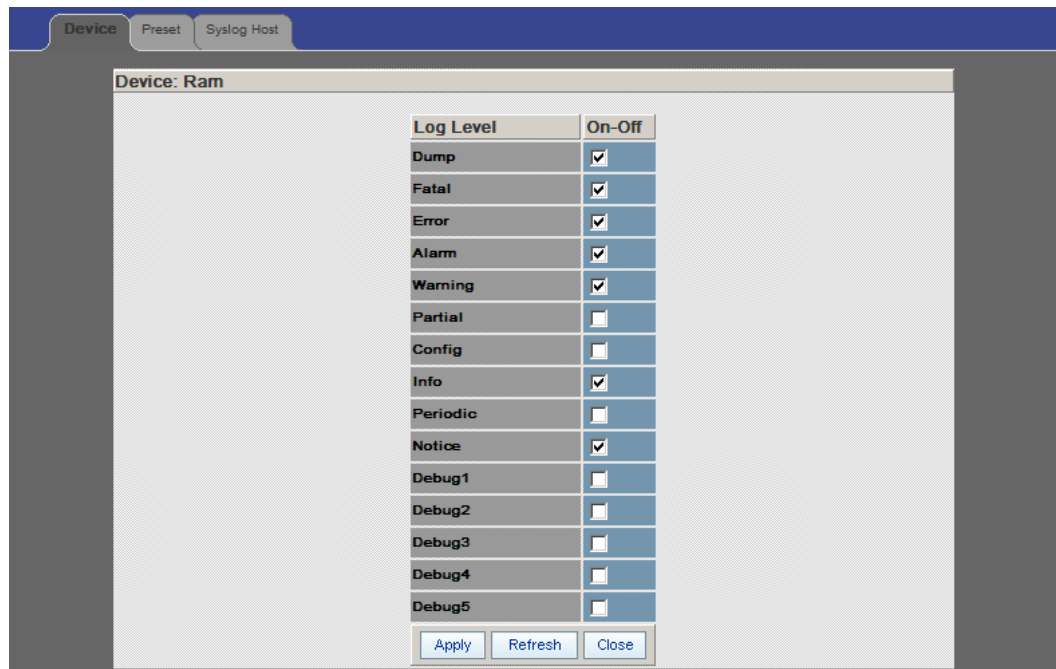 Device Preset Syslog Host
Device: Ram
Log Level On-Off
Dump
Fatal
Error
Alarm
Warning
Partial
Config
Info
Periodic
Notice
Debug1
Debug2
Debug3
Debug4
Debug5
Apply Refresh Close